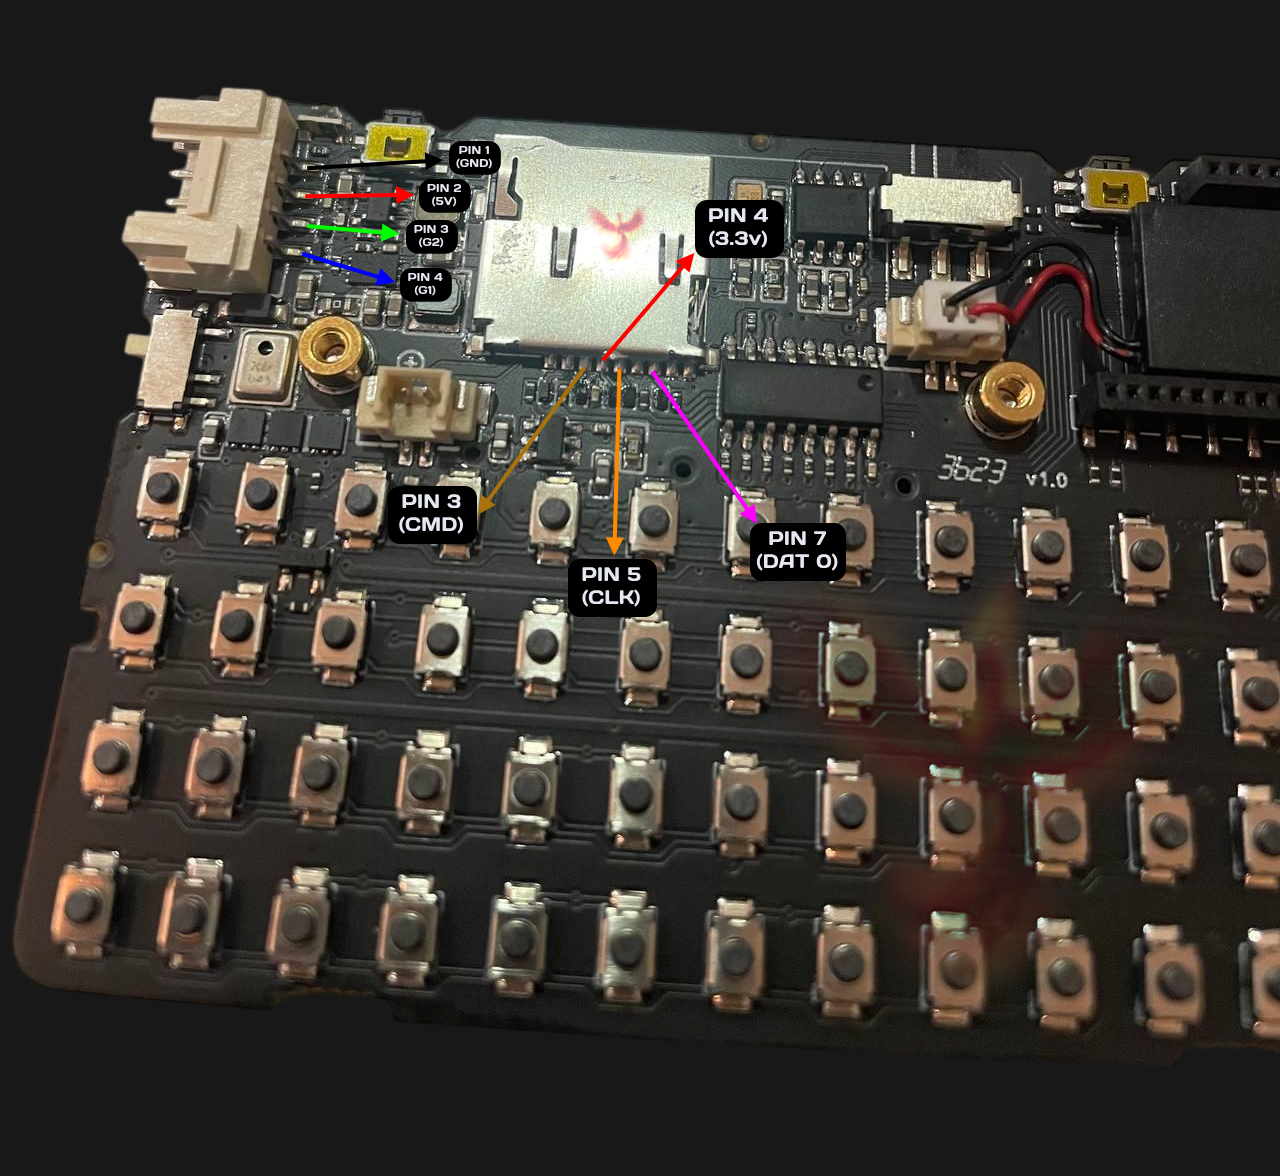 PIN 1
(GND)
PIN 2
(5V)
PIN 3
(G2)
PIN 4
(G1)
PIN 4
(3.3v)
PIN 3
(CMD)
PIN 5
(CLK)
PIN 7
(DAT 0)
3623 v1.0